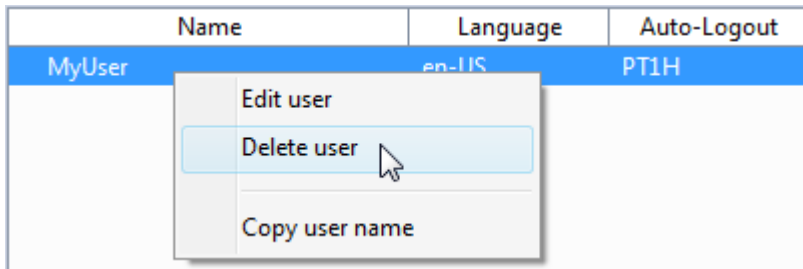 Name Language Auto-Logout
MyUser en-US PT1H
Edit user
Delete user
Copy user name